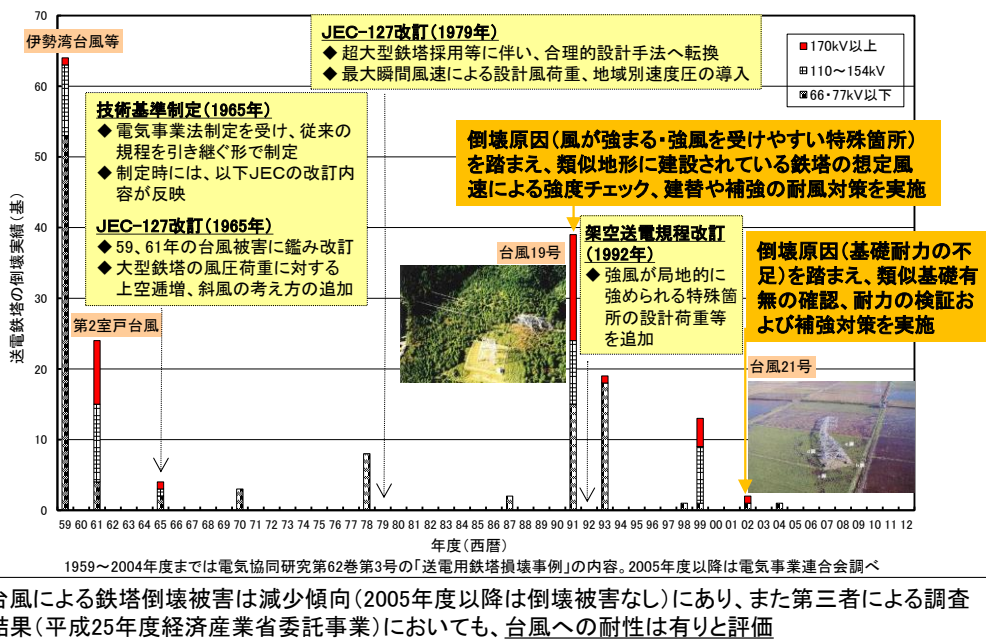 70
60
50
40
30
20
10
0
送電鉄塔の倒壊実績(基)
伊勢湾台風等
JEC-127改訂(1979年)
◆ 超大型鉄塔採用等に伴い、合理的設計手法へ転換
◆ 最大瞬間風速による設計風荷重、地域別速度圧の導入
170kV以上
110~154kV
66・77kV以下
技術基準制定(1965年)
◆ 電気事業法制定を受け、従来の
規程を引き継ぐ形で制定
◆ 制定時には、以下JECの改訂内
容が反映
JEC-127改訂(1965年)
◆ 59、61年の台風被害に鑑み改訂
◆ 大型鉄塔の風圧荷重に対する
上空逓増、斜風の考え方の追加
倒壊原因(風が強まる・強風を受けやすい特殊箇所)
を踏まえ、類似地形に建設されている鉄塔の想定風
速による強度チェック、建替や補強の耐風対策を実施
台風19号
架空送電規程改訂
(1992年)
◆ 強風が局地的に
強められる特殊箇
所の設計荷重等
を追加
倒壊原因(基礎耐力の不
足)を踏まえ、類似基礎有
無の確認、耐力の検証お
よび補強対策を実施
第2室戸台風
台風21号
59 60 61 62 63 64 65 66 67 68 69 70 71 72 73 74 75 76 77 78 79 80 81 82 83 84 85 86 87 88 89 90 91 92 93 94 95 96 97 98 99 00 01 02 03 04 05 06 07 08 09 10 11 12
年度(西暦)
1959~2004年度までは電気協同研究第62巻第3号の「送電用鉄塔損壊事例」の内容。2005年度以降は電気事業連合会調べ
台風による鉄塔倒壊被害は減少傾向(2005年度以降は倒壊被害なし)にあり、また第三者による調査
結果(平成25年度経済産業省委託事業)においても、台風への耐性は有りと評価